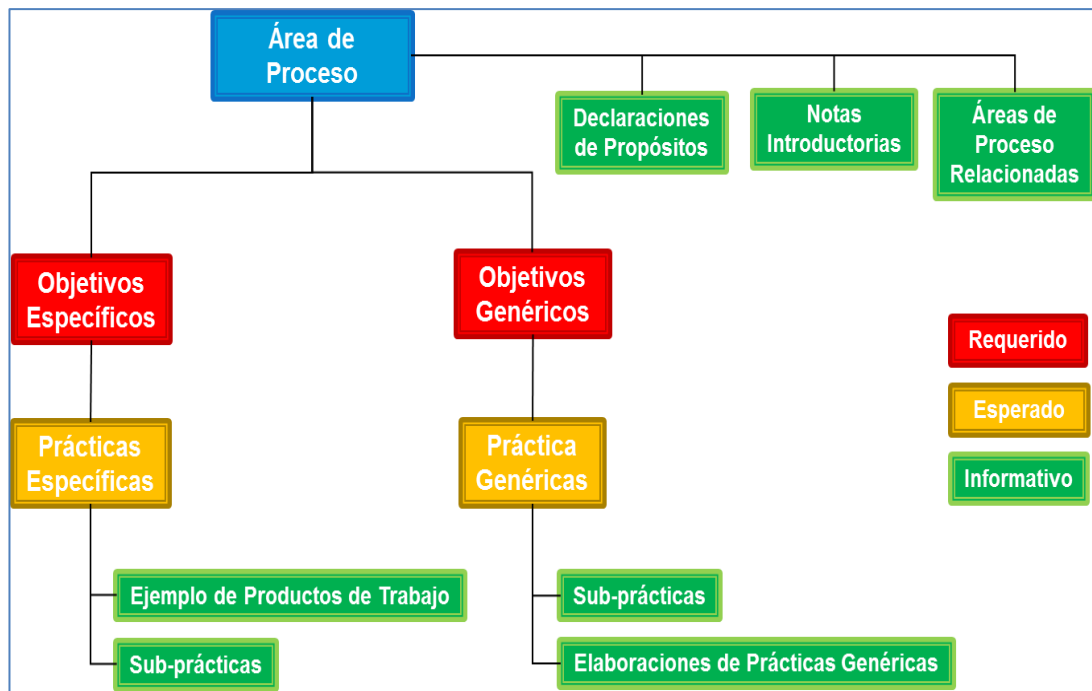 Área de
Proceso
Declaraciones
de Propósitos
Notas
Introductorias
Áreas de
Proceso
Relacionadas
Objetivos
Específicos
Objetivos
Genéricos
Requerido
Esperado
Informativo
Prácticas
Específicas
Práctica
Genéricas
Ejemplo de Productos de Trabajo
Sub-prácticas
Sub-prácticas
Elaboraciones de Prácticas Genéricas